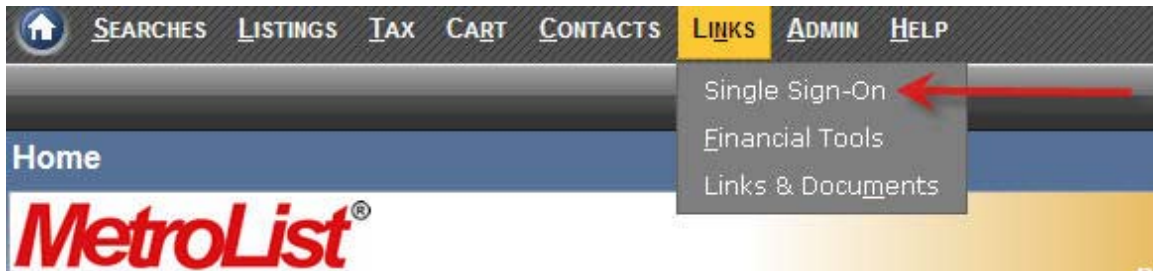 SEARCHES LISTINGS TAX CART CONTACTS LINKS ADMIN HELP
Single Sign-On
Financial Tools
Links & Documents
Home
MetroList®